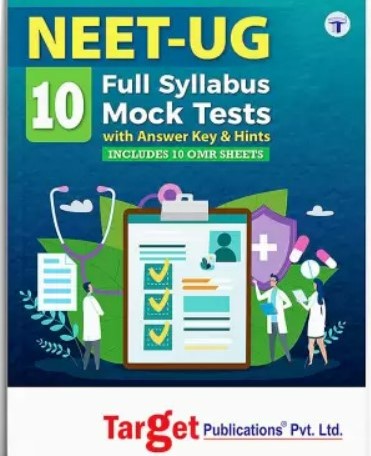 NEET-UG
10 Full Syllabus
Mock Tests
with Answer Key & Hints
INCLUDES 10 OMR SHEETS
Target Publications® Pvt. Ltd.